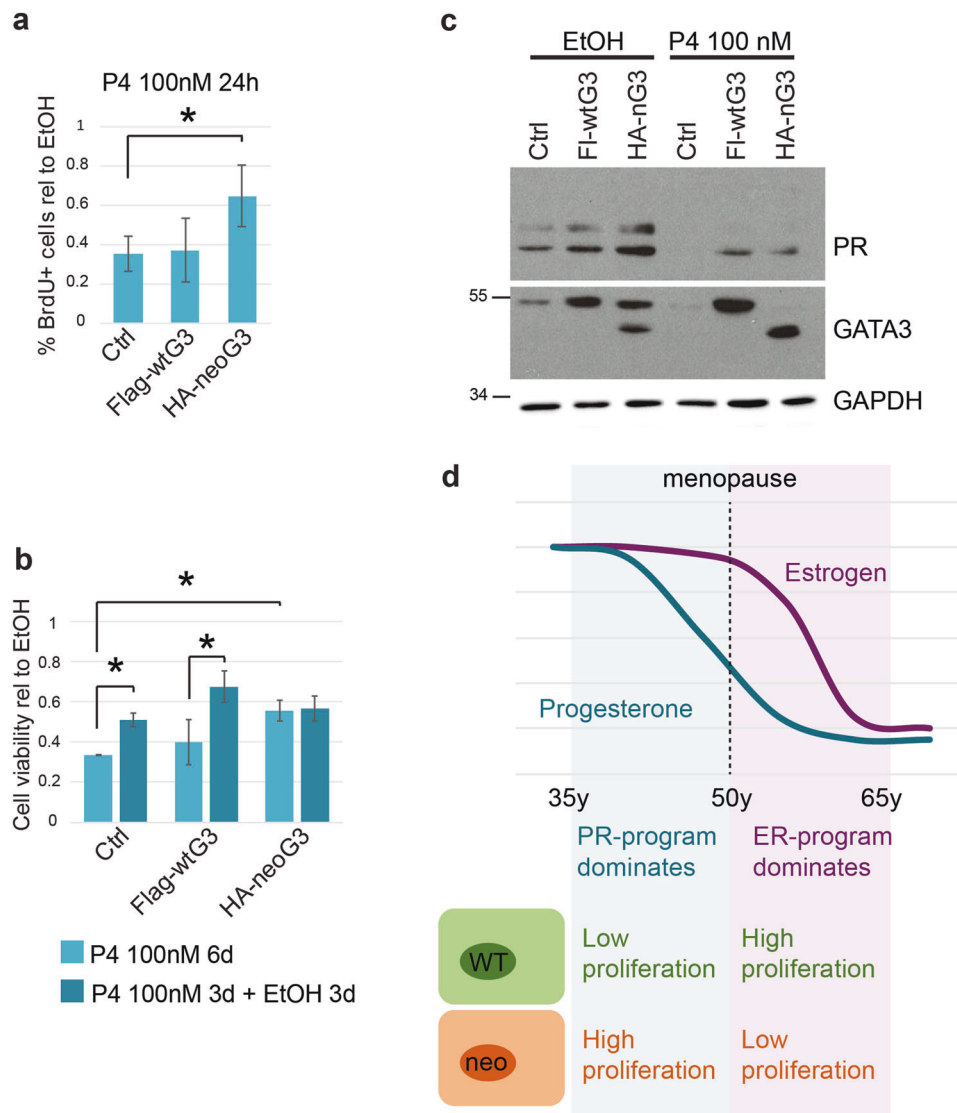 a
P4 100nM 24h
% BrdU+ cells rel to EtOH
1
0.8
0.6
0.4
0.2
0
*
Ctrl
Flag-wtG3
HA-neoG3
b
Cell viability rel to EtOH
1
0.8
0.6
0.4
0.2
0
*
*
*
Ctrl
Flag-wtG3
HA-neoG3
P4 100nM 6d
P4 100nM 3d + EtOH 3d
c
EtOH
P4 100 nM
Ctrl
Fl-wtG3
HA-nG3
Ctrl
Fl-wtG3
HA-nG3
PR
55
GATA3
34
GAPDH
d
menopause
Estrogen
Progesterone
35y
50y
65y
PR-program
dominates
ER-program
dominates
WT
Low
proliferation
High
proliferation
neo
High
proliferation
Low
proliferation